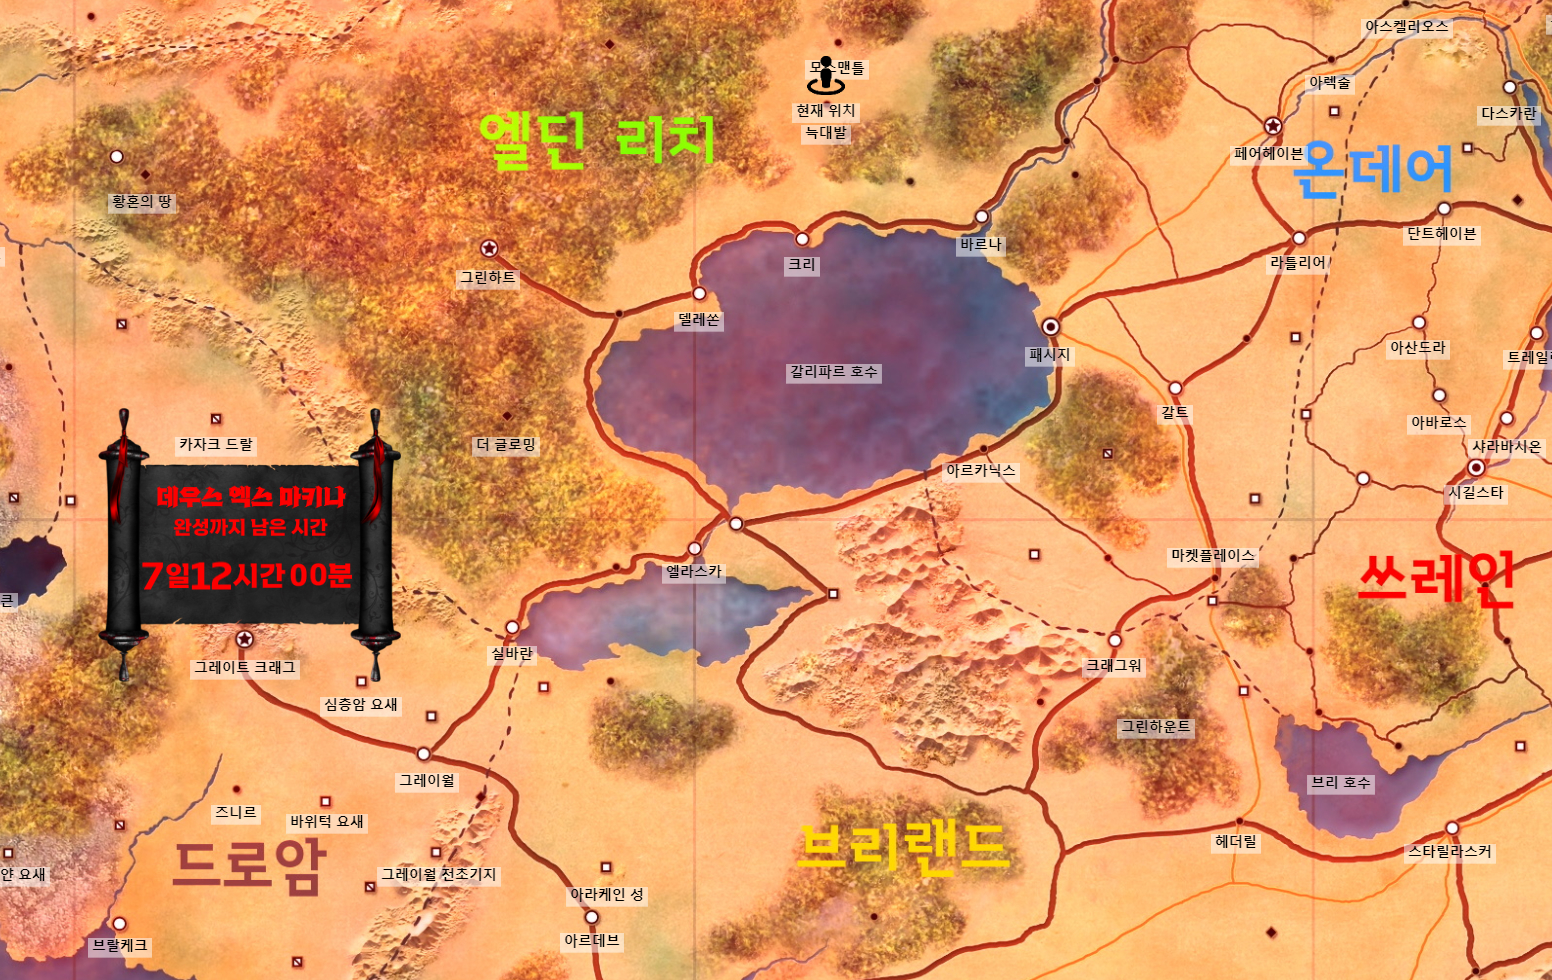 아스켈리오스
모스맨틀
아렉술
현재 위치
늑대발
다스카란
엘딘 리치
페어헤이븐
온데어
황혼의 땅
단트헤이븐
바르나
크리
라틀리어
그린하트
델레쏜
아산드라
패시지
트레일
갈리파르 호수
갈트
아바로스
카자크 드랄
더 글로밍
샤라바시온
아르카닉스
시길스타
데우스 엑스 마키나
완성까지 남은 시간
7일12시간 00분
마켓플레이스
엘라스카
쓰레인
큰
실바란
그레이트 크래그
크래그워
심층암 요새
그린하운트
그레이월
브리 호수
즈니르
바위턱 요새
헤더릴
브리랜드
스타릴라스커
드로암
얀 요새
그레이월 전초기지
아라케인 성
아르데브
브랄케크